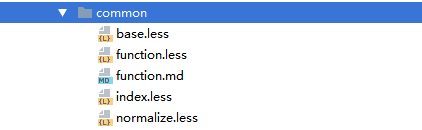 common
base.less
function.less
function.md
index.less
normalize.less